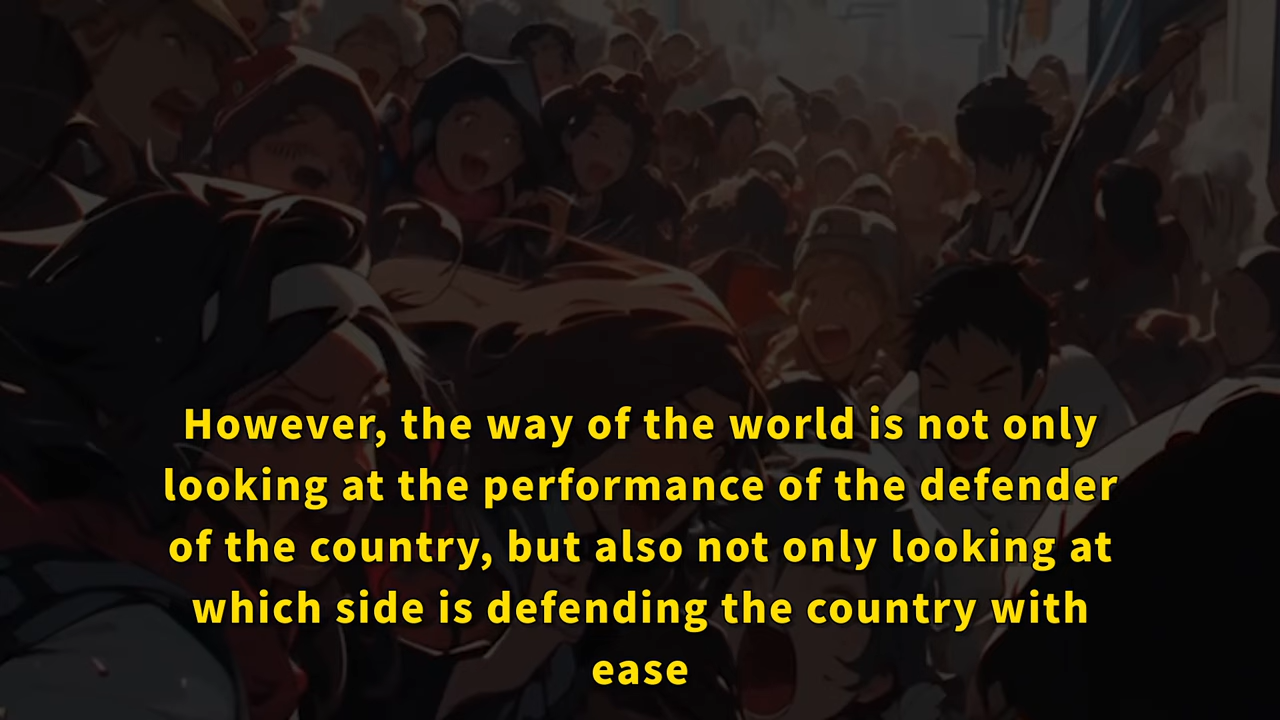 However, the way of the world is not only
looking at the performance of the defender
of the country, but also not only looking at
which side is defending the country with
ease